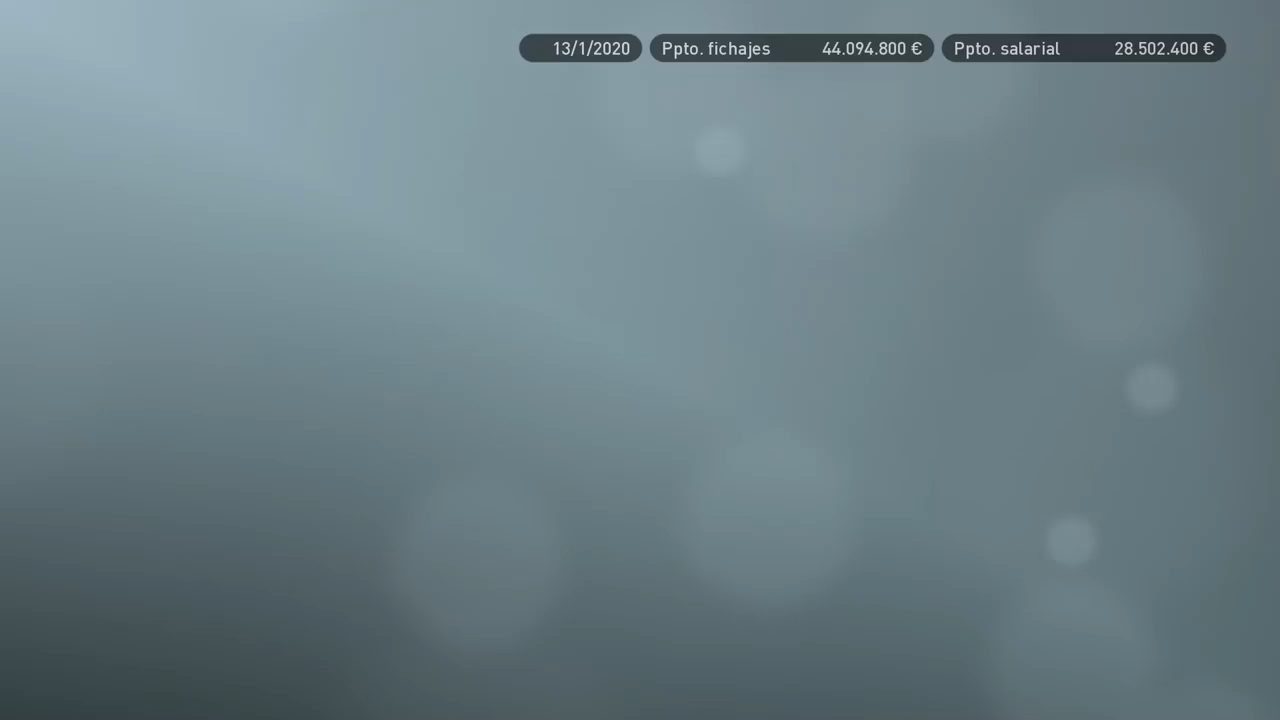 13/1/2020 Ppto. fichajes 44.094.800 € Ppto. salarial 28.502.400 €